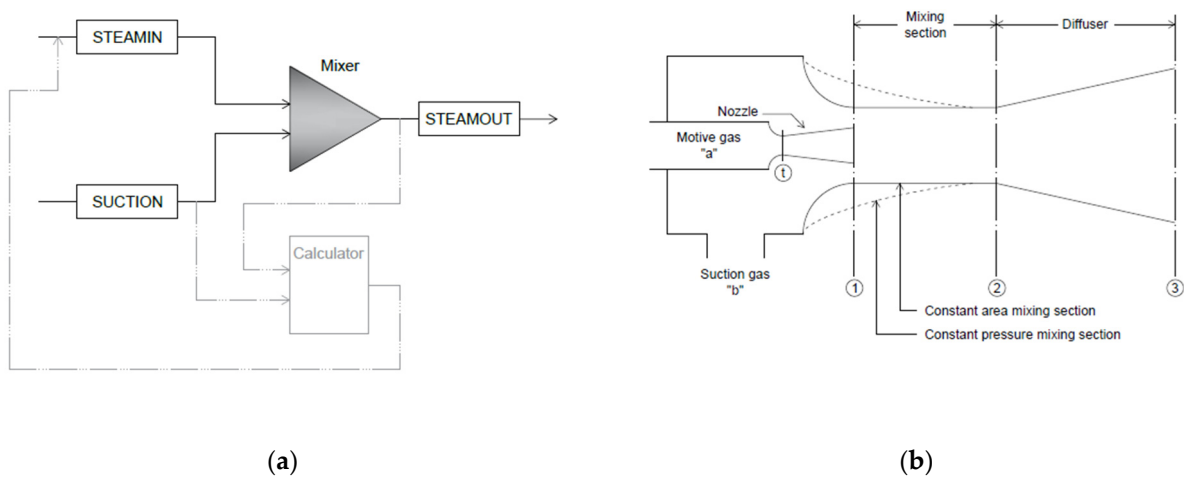 STEAMIN
Mixer
STEAMOUT
SUCTION
Calculator
(a)
Mixing
section
Diffuser
Nozzle
Motive gas
"a"
t
Suction gas
"b"
1
2
3
Constant area mixing section
Constant pressure mixing section
(b)